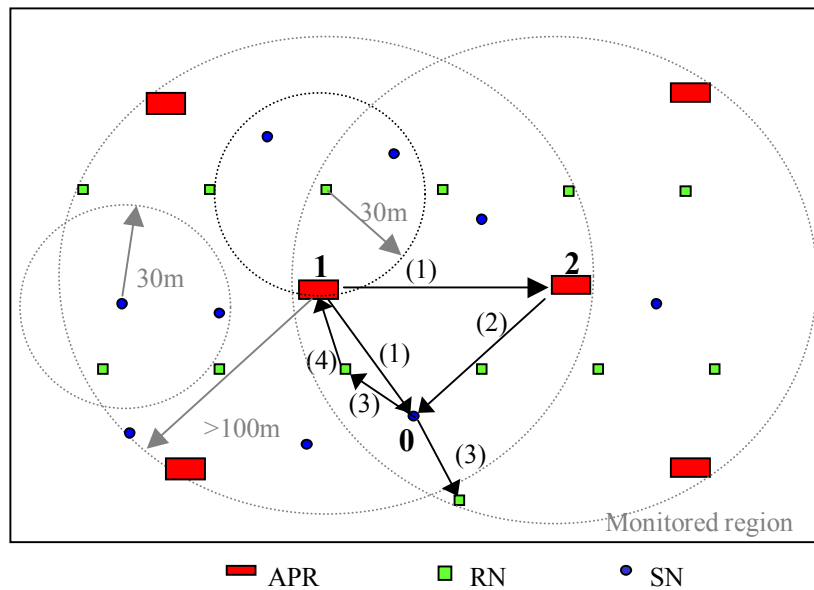 30m
1
2
(1)
30m
(2)
(1)
(4)
(3)
>100m
0
(3)
Monitored region
APR
RN
SN